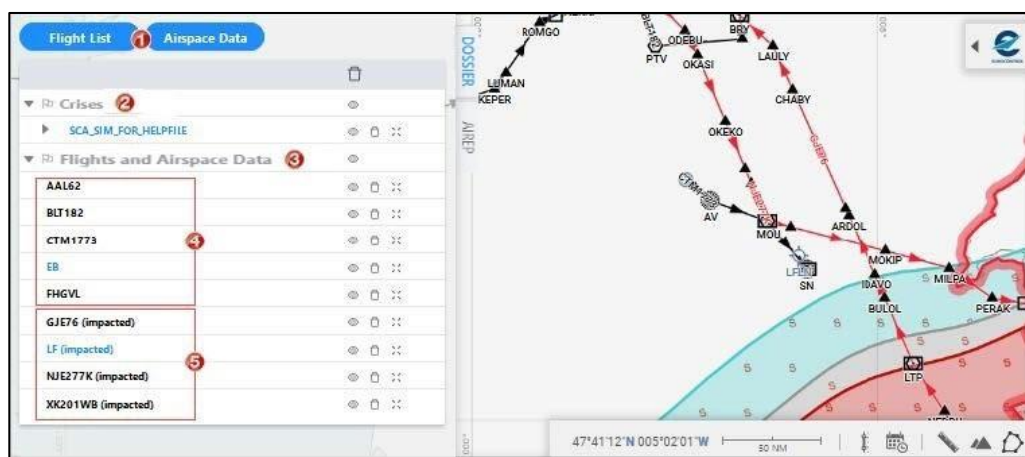 Flight List
1
Airspace Data
Crises
2
SCA_SIM_FOR_HELPFILE
Flights and Airspace Data
3
AAL62
BLT182
CTM1773
4
EB
FHGVL
GJE76 (impacted)
LF (impacted)
5
NJE277K (impacted)
XK201WB (impacted)
DOSSIER
AIREP
ROMGO
LUMAN
KEPER
BLT182
PTV
ODEBU
OKASI
BRY
LAULY
CHABY
OKEKO
GJE76
AV
MOU
ARDOL
MOKIP
SN
IDAVO
MILPA
BULOL
PERAK
S S S S
S S S
S S
LTP
47°41'12"N 005°02'01"W
50 NM